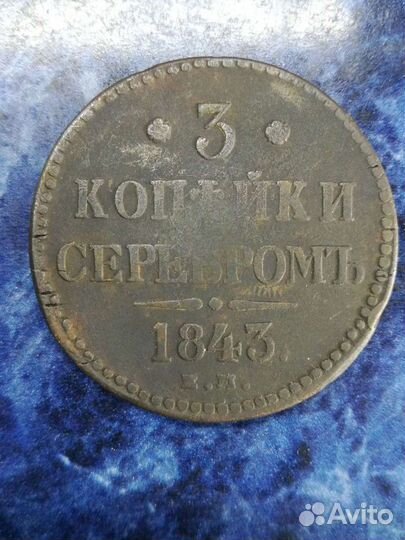 3
КОПѢЙКИ
СЕРЕБРОМЪ
1843.
Е.М.
Avito